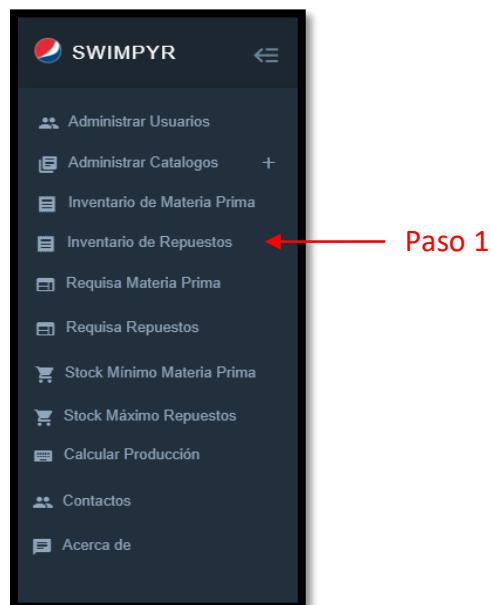 SWIMPYR
Administrar Usuarios
Administrar Catalogos +
Inventario de Materia Prima
Inventario de Repuestos
Paso 1
Requisa Materia Prima
Requisa Repuestos
Stock Mínimo Materia Prima
Stock Máximo Repuestos
Calcular Producción
Contactos
Acerca de